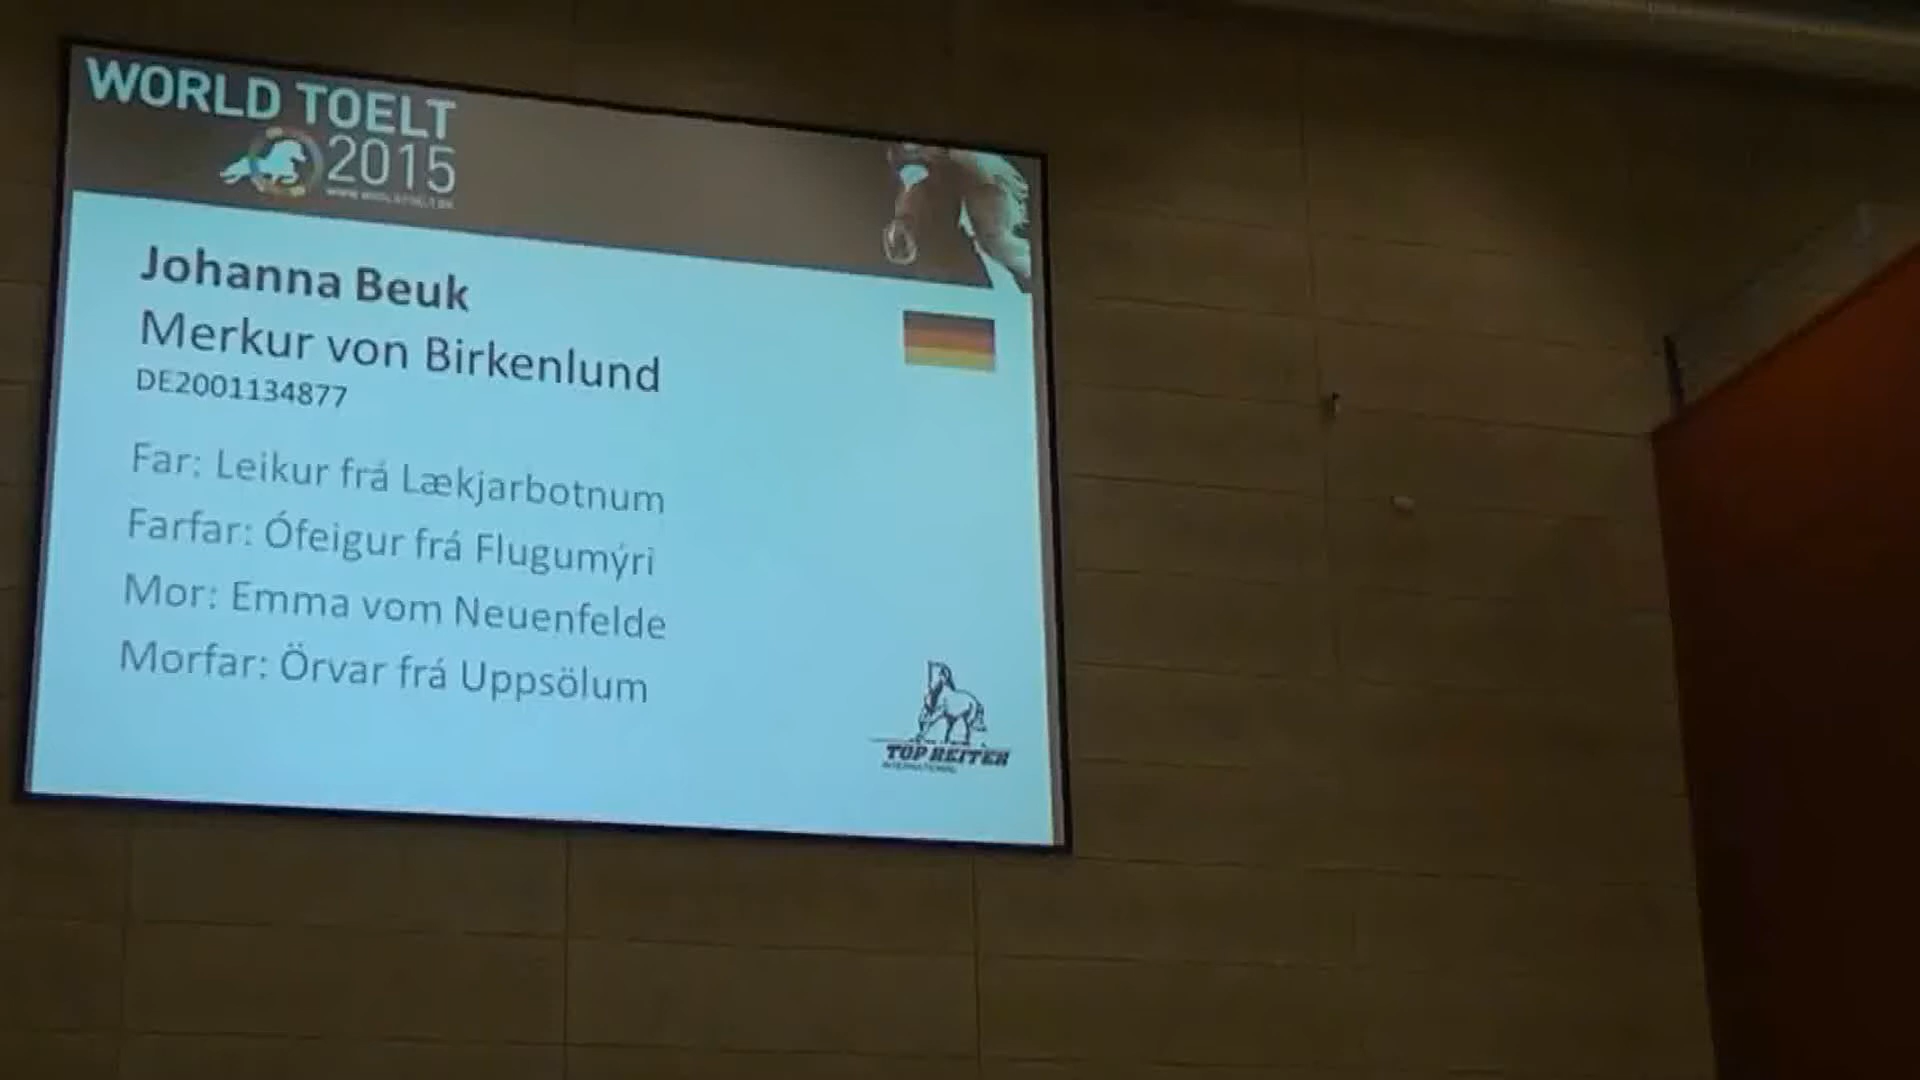 WORLD TOELT
2015
Johanna Beuk
Merkur von Birkenlund
DE2001134877
Far: Leikur frá Lækjarbotnum
Farfar: Ófeigur frá Flugumýri
Mor: Emma vom Neuenfelde
Morfar: Örvar frá Uppsölum
TOP REITER
INTERNATIONAL